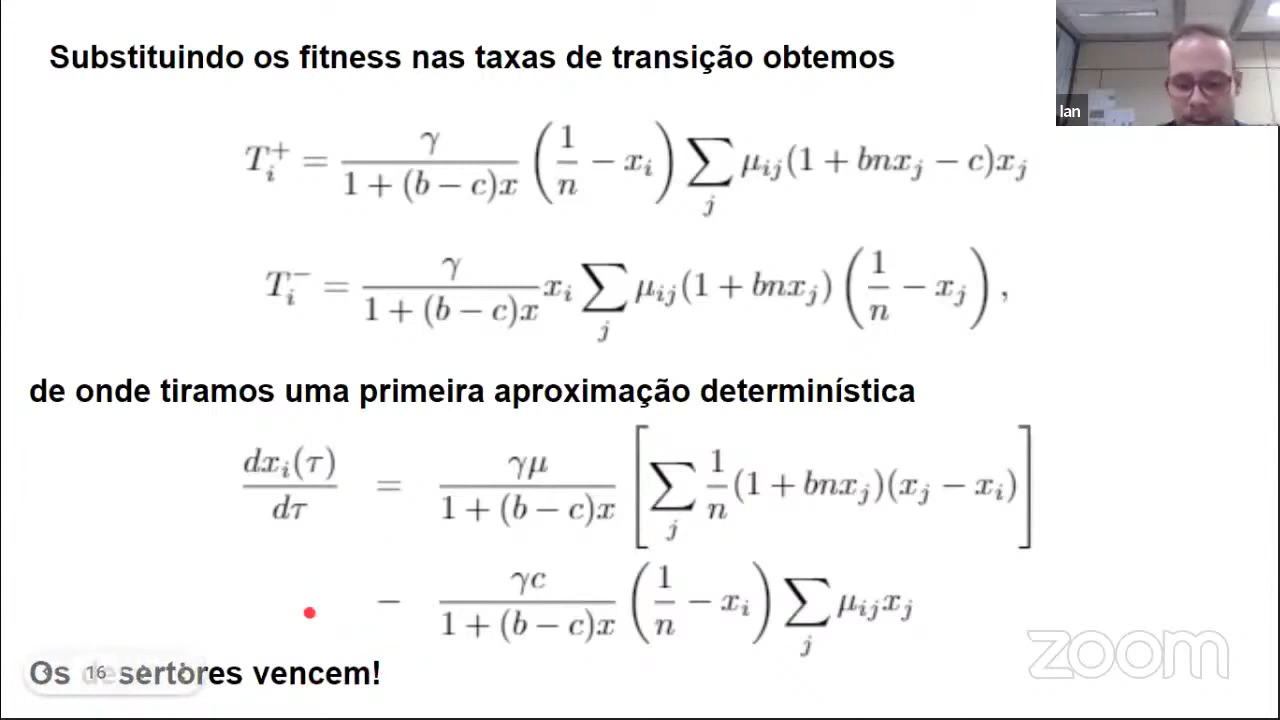 Substituindo os fitness nas taxas de transição obtemos
Ian
T_i^+ = \frac{\gamma}{1 + (b - c)x} \left( \frac{1}{n} - x_i \right) \sum_j \mu_{ij}(1 + bnx_j - c)x_j
T_i^- = \frac{\gamma}{1 + (b - c)x} x_i \sum_j \mu_{ij}(1 + bnx_j) \left( \frac{1}{n} - x_j \right),
de onde tiramos uma primeira aproximação determinística
\frac{dx_i(\tau)}{d\tau} = \frac{\gamma\mu}{1 + (b - c)x} \left[ \sum_j \frac{1}{n}(1 + bnx_j)(x_j - x_i) \right]
- \frac{\gamma c}{1 + (b - c)x} \left( \frac{1}{n} - x_i \right) \sum_j \mu_{ij}x_j
zoom
Os desertores vencem!
16